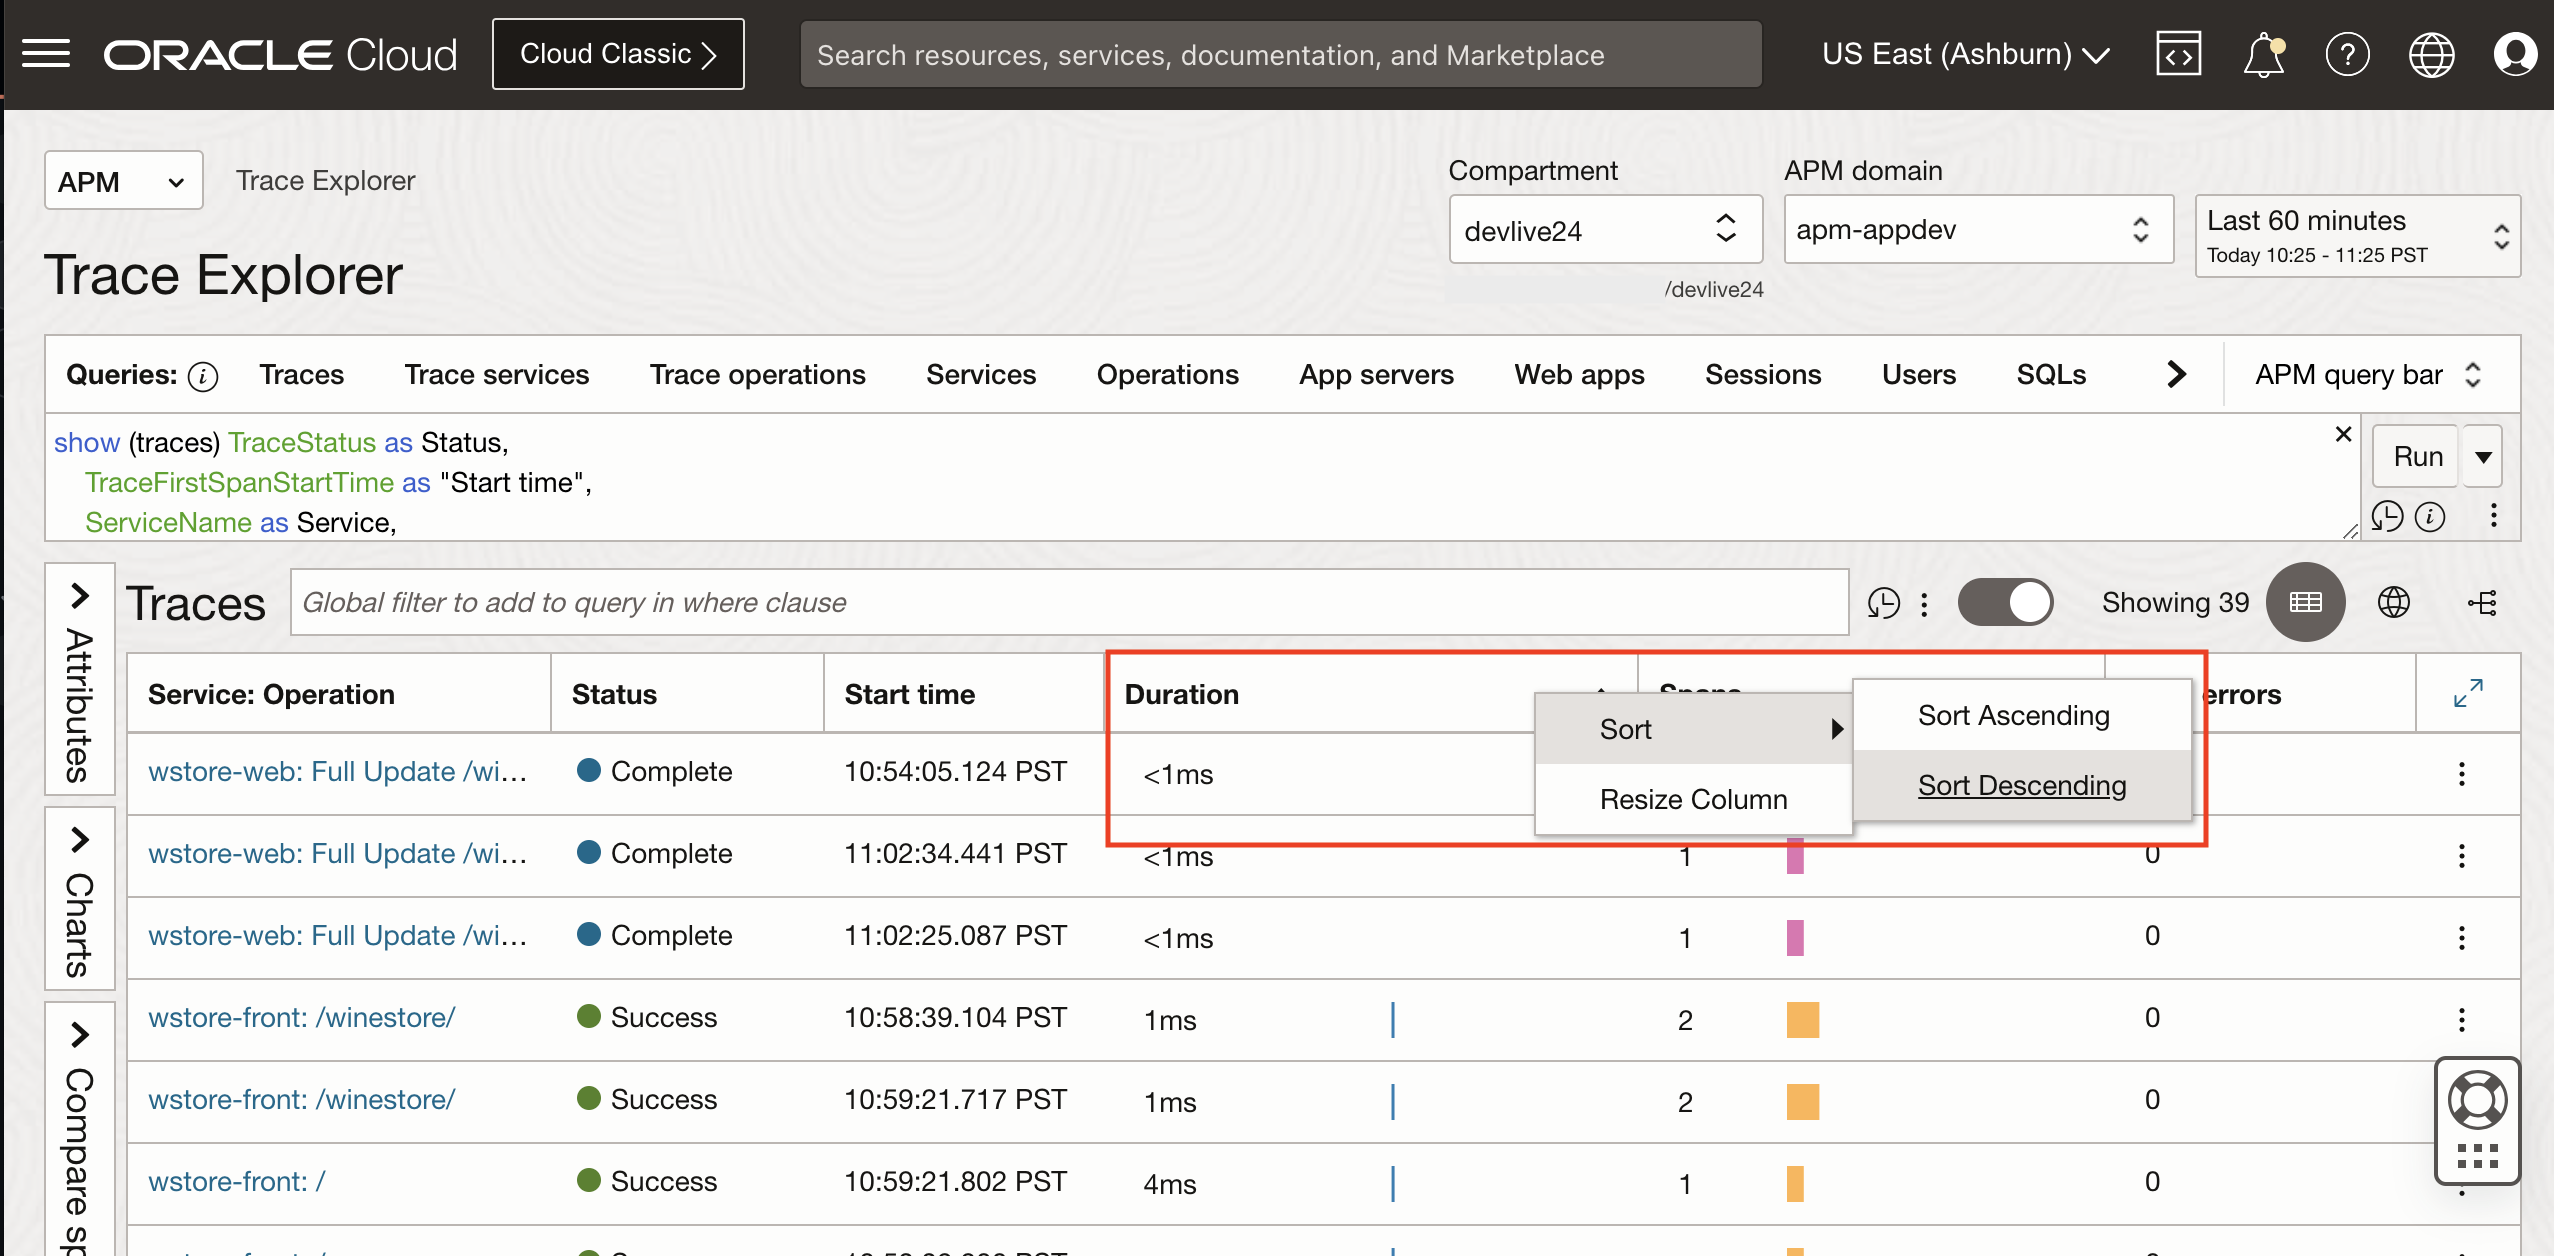 ORACLE Cloud
Cloud Classic
Search resources, services, documentation, and Marketplace
US East (Ashburn)
APM
Trace Explorer
Compartment
APM domain
devlive24
apm-appdev
Last 60 minutes
Today 10:25 - 11:25 PST
/devlive24
Trace Explorer
Queries: Traces Trace services Trace operations Services Operations App servers Web apps Sessions Users SQLs
APM query bar
show (traces) TraceStatus as Status,
TraceFirstSpanStartTime as "Start time",
ServiceName as Service,
Run
Attributes
Charts
Traces
Global filter to add to query in where clause
Showing 39
Service: Operation Status Start time Duration Spans errors
Sort
Resize Column
Sort Ascending
Sort Descending
wstore-web: Full Update /wi... Complete 10:54:05.124 PST <1ms
wstore-web: Full Update /wi... Complete 11:02:34.441 PST <1ms 1 0
wstore-web: Full Update /wi... Complete 11:02:25.087 PST <1ms 1 0
wstore-front: /winestore/ Success 10:58:39.104 PST 1ms 2 0
wstore-front: /winestore/ Success 10:59:21.717 PST 1ms 2 0
wstore-front: / Success 10:59:21.802 PST 4ms 1 0
Compare sp